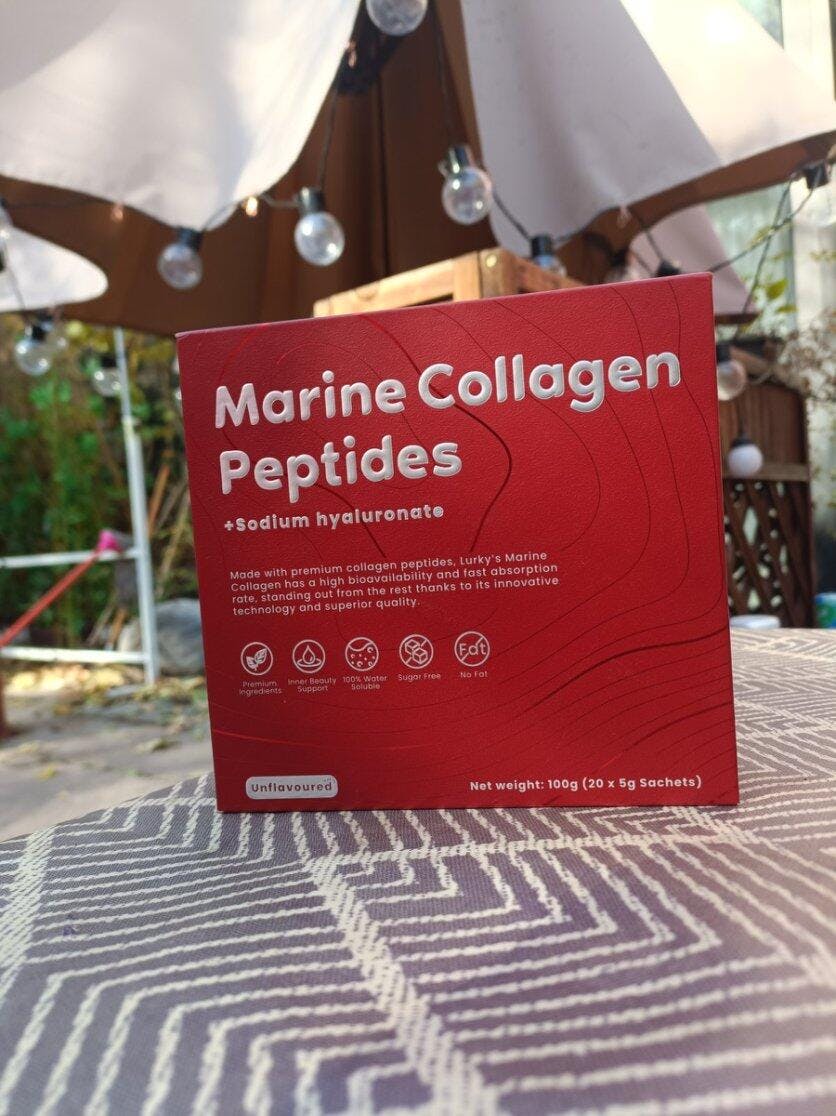 Marine Collagen
Peptides
+Sodium hyaluronate
Made with premium collagen peptides, Lurky's Marine
Collagen has a high bioavailability and fast absorption
rate, standing out from the rest thanks to its innovative
technology and superior quality.
Fat
Premium Ingredients
Inner Beauty Support
100% Water Soluble
Sugar Free
No Fat
Unflavoured
Net weight: 100g (20 x 5g Sachets)